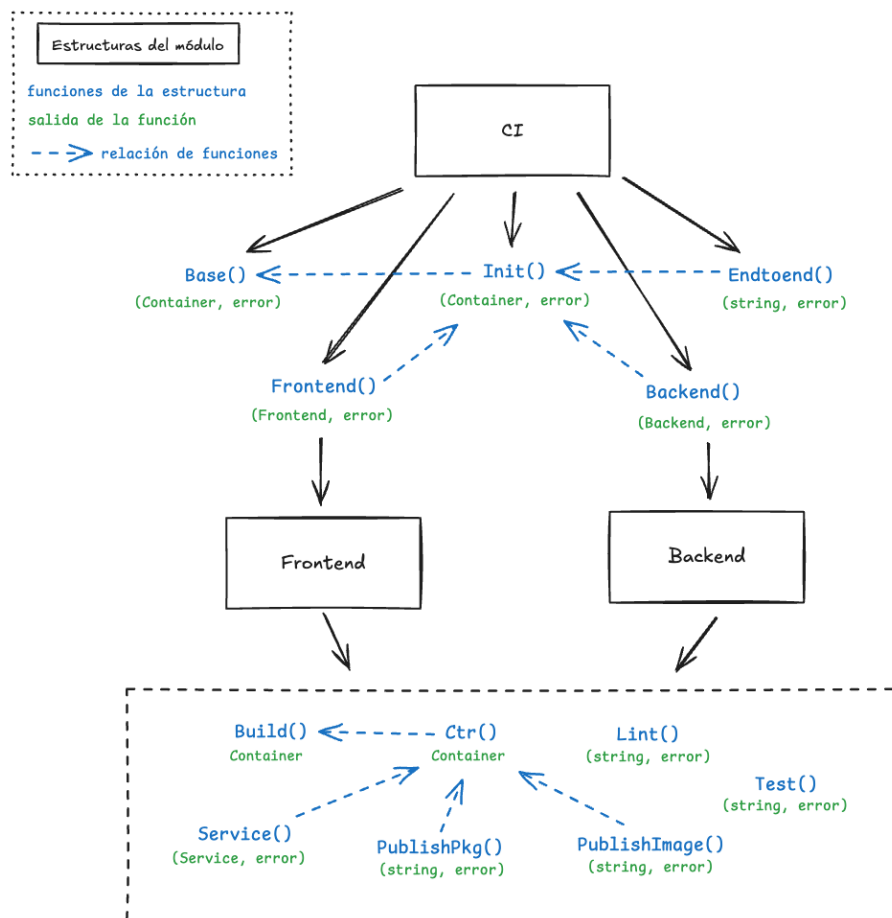 Estructuras del módulo
funciones de la estructura
salida de la función
relación de funciones
CI
Base()
(Container, error)
Init()
(Container, error)
Endtoend()
(string, error)
Frontend()
(Frontend, error)
Backend()
(Backend, error)
Frontend
Backend
Build()
Container
Ctr()
Container
Lint()
(string, error)
Test()
(string, error)
Service()
(Service, error)
PublishPkg()
(string, error)
PublishImage()
(string, error)